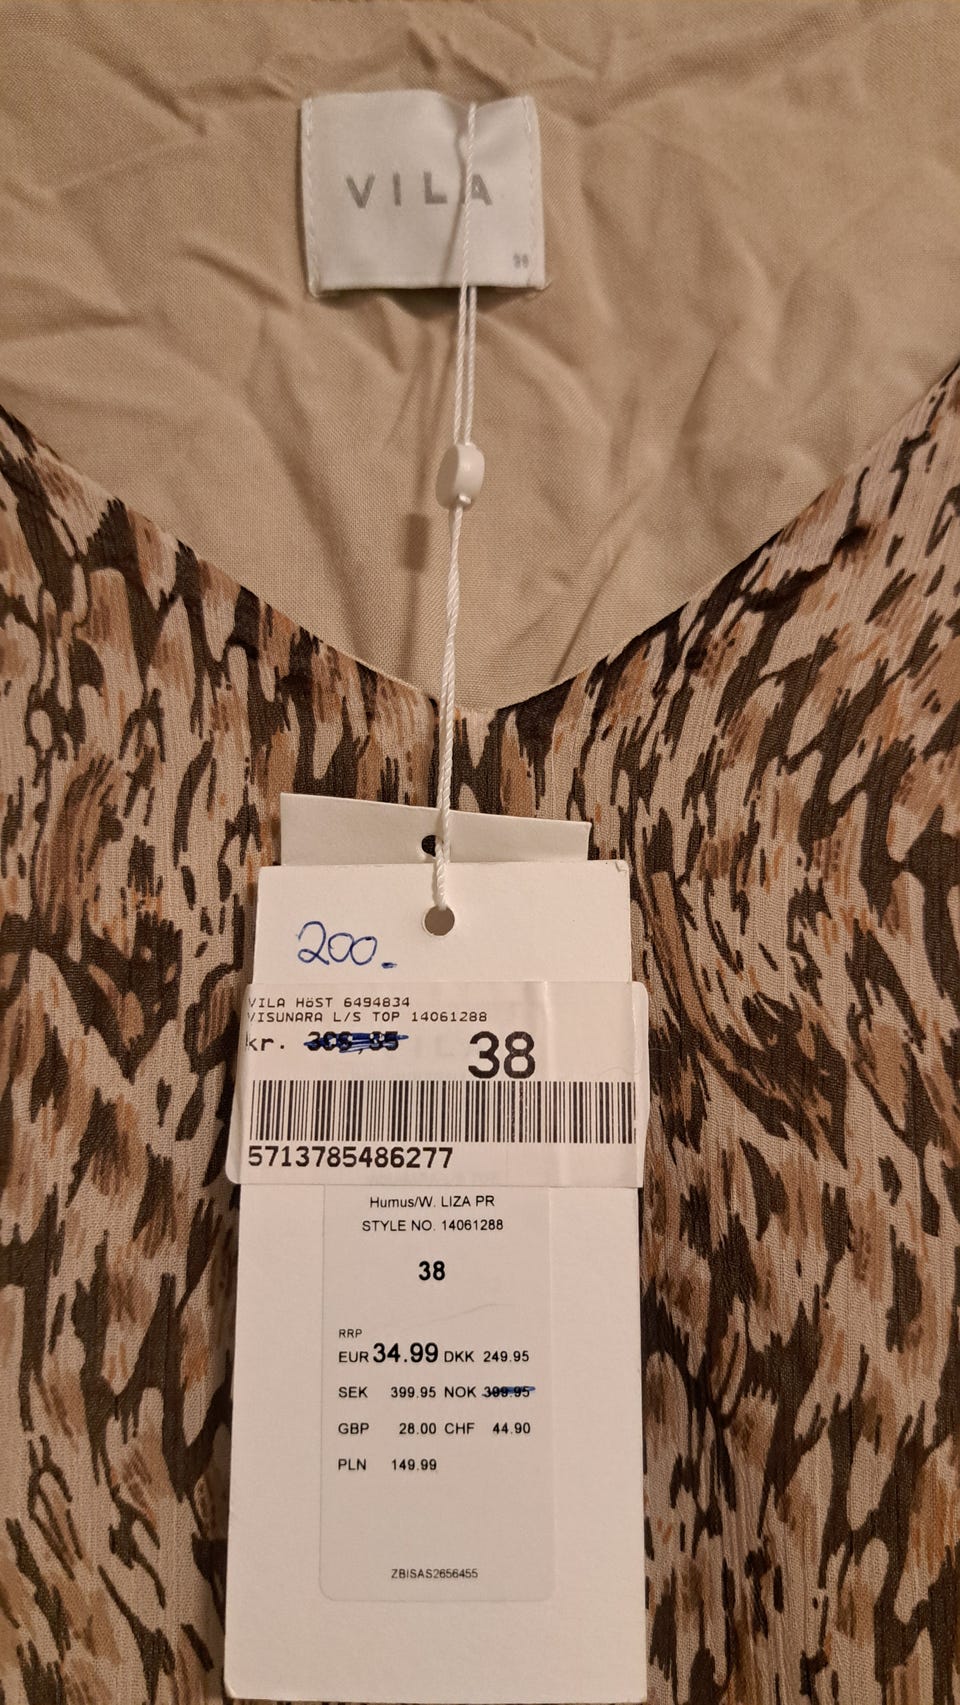 VILA
38
200.-
VILA HÖST 6494834
VISUNARA L/S TOP 14061288
kr. 38
5713785486277
Humus/W. LIZA PR
STYLE NO. 14061288
38
RRP
EUR 34.99 DKK 249.95
SEK 399.95 NOK 399.95
GBP 28.00 CHF 44.90
PLN 149.99
ZBISAS2656455